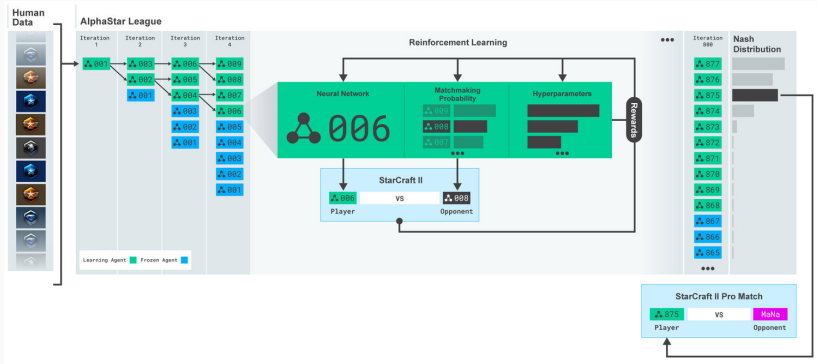 Human
Data
AlphaStar League
Iteration
1
Iteration
2
Iteration
3
Iteration
4
001
003
002
001
006
005
004
003
002
001
009
008
007
006
005
004
003
002
001
Learning Agent
Frozen Agent
Reinforcement Learning
Neural Network
006
Matchmaking
Probability
008
007
Hyperparameters
Rewards
StarCraft II
006
vs
008
Player
Opponent
Iteration
800
877
876
875
874
873
872
871
870
869
868
867
866
865
Nash
Distribution
StarCraft II Pro Match
875
vs
MaNa
Player
Opponent